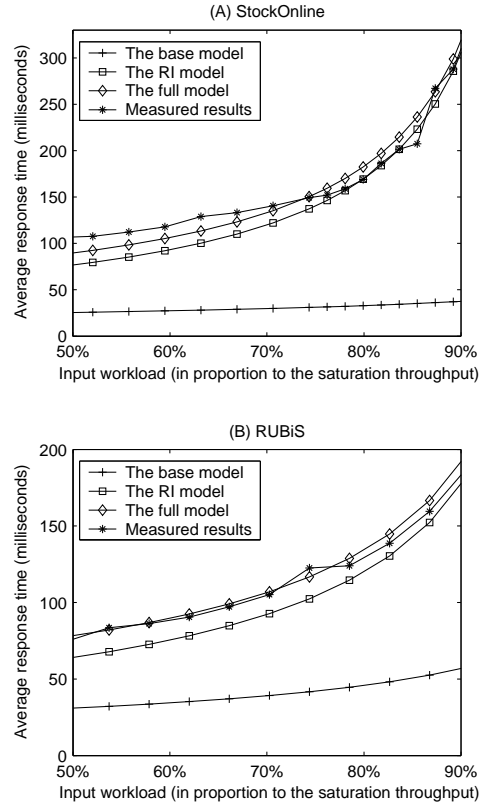 (A) StockOnline
Average response time (milliseconds)
300
250
200
150
100
50
0
The base model
The RI model
The full model
Measured results
50% 60% 70% 80% 90%
Input workload (in proportion to the saturation throughput)
(B) RUBiS
Average response time (milliseconds)
200
150
100
50
0
The base model
The RI model
The full model
Measured results
50% 60% 70% 80% 90%
Input workload (in proportion to the saturation throughput)